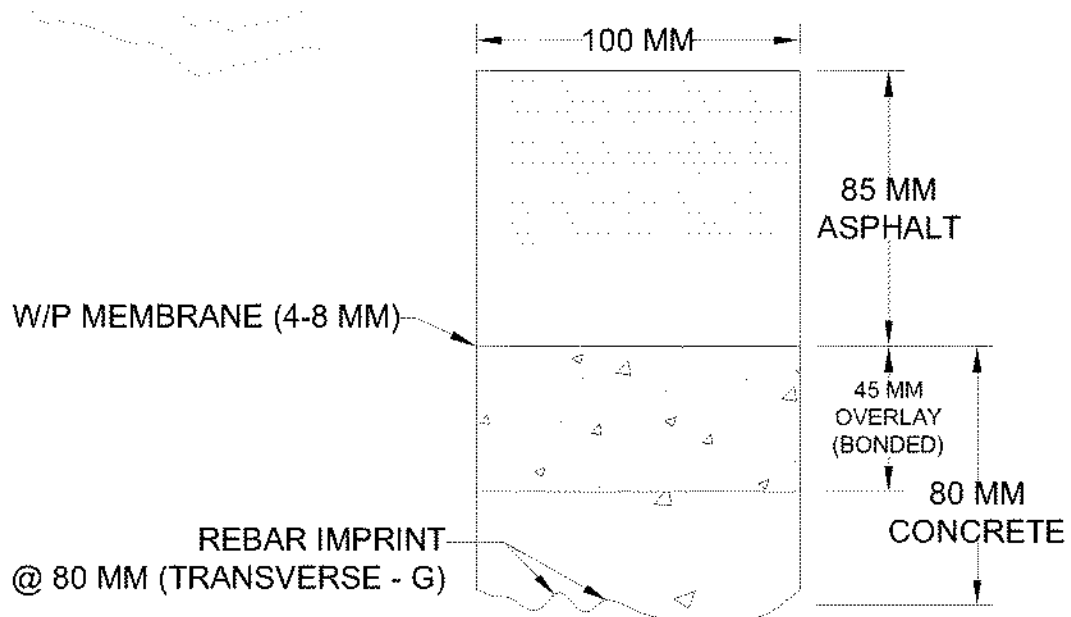 100 MM
85 MM
ASPHALT
W/P MEMBRANE (4-8 MM)
45 MM
OVERLAY
(BONDED)
80 MM
CONCRETE
REBAR IMPRINT
@ 80 MM (TRANSVERSE - G)